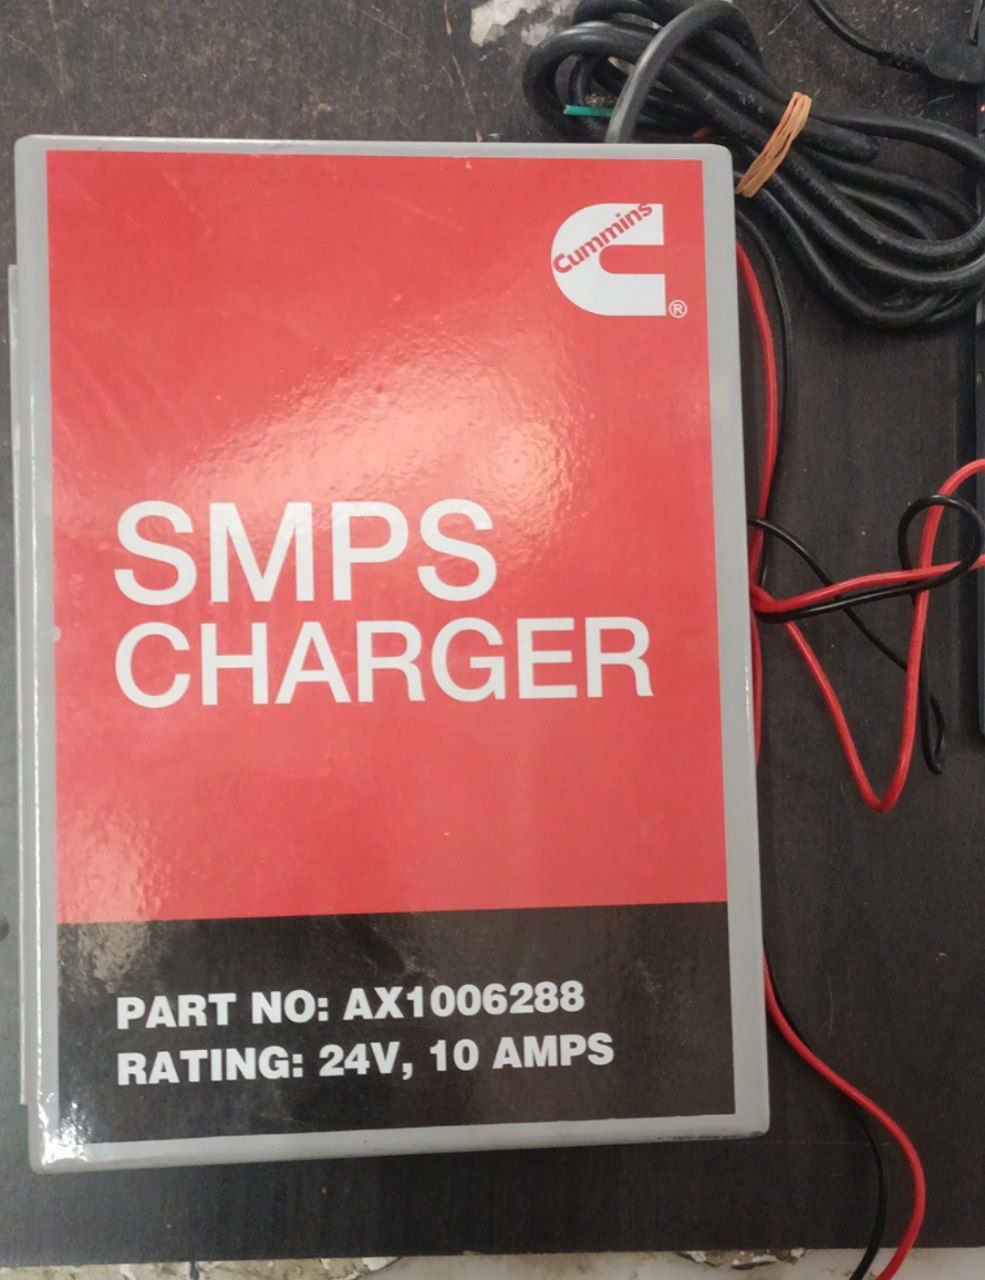 Cummins
®
SMPS
CHARGER
PART NO: AX1006288
RATING: 24V, 10 AMPS